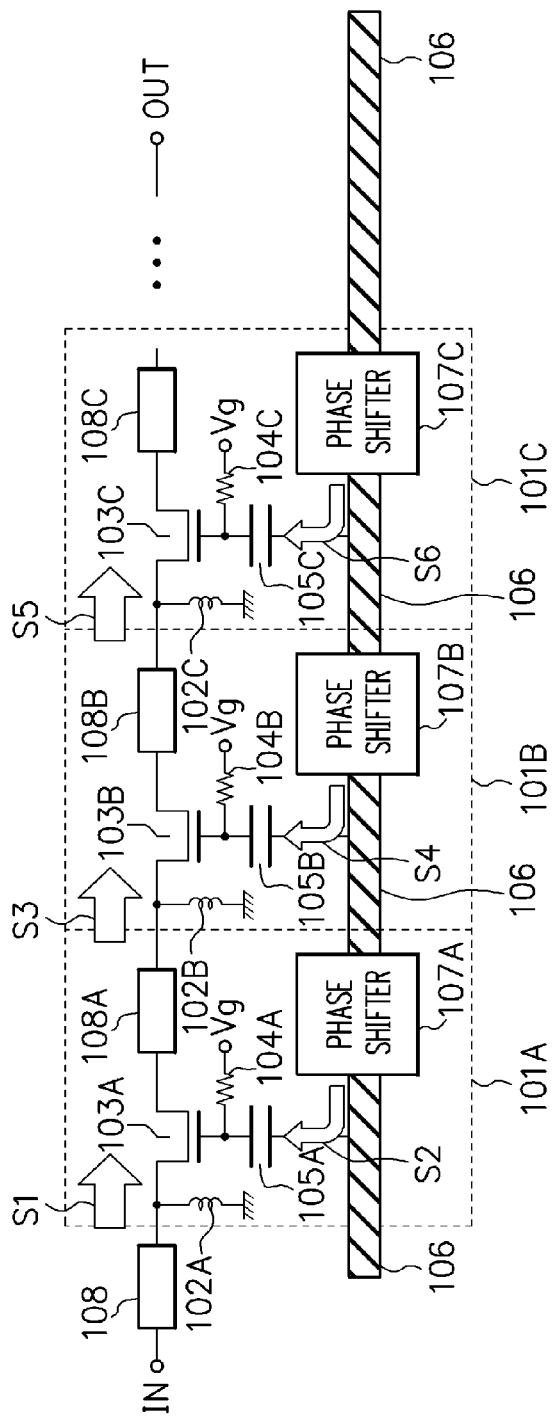 S1
S3
S5
IN
108
103A
108A
103B
108B
103C
108C
OUT
102A
Vg
104A
102B
Vg
104B
102C
Vg
104C
105A
105B
105C
S2
S4
S6
PHASE
SHIFTER
PHASE
SHIFTER
PHASE
SHIFTER
106
107A
106
107B
106
107C
106
101A
101B
101C